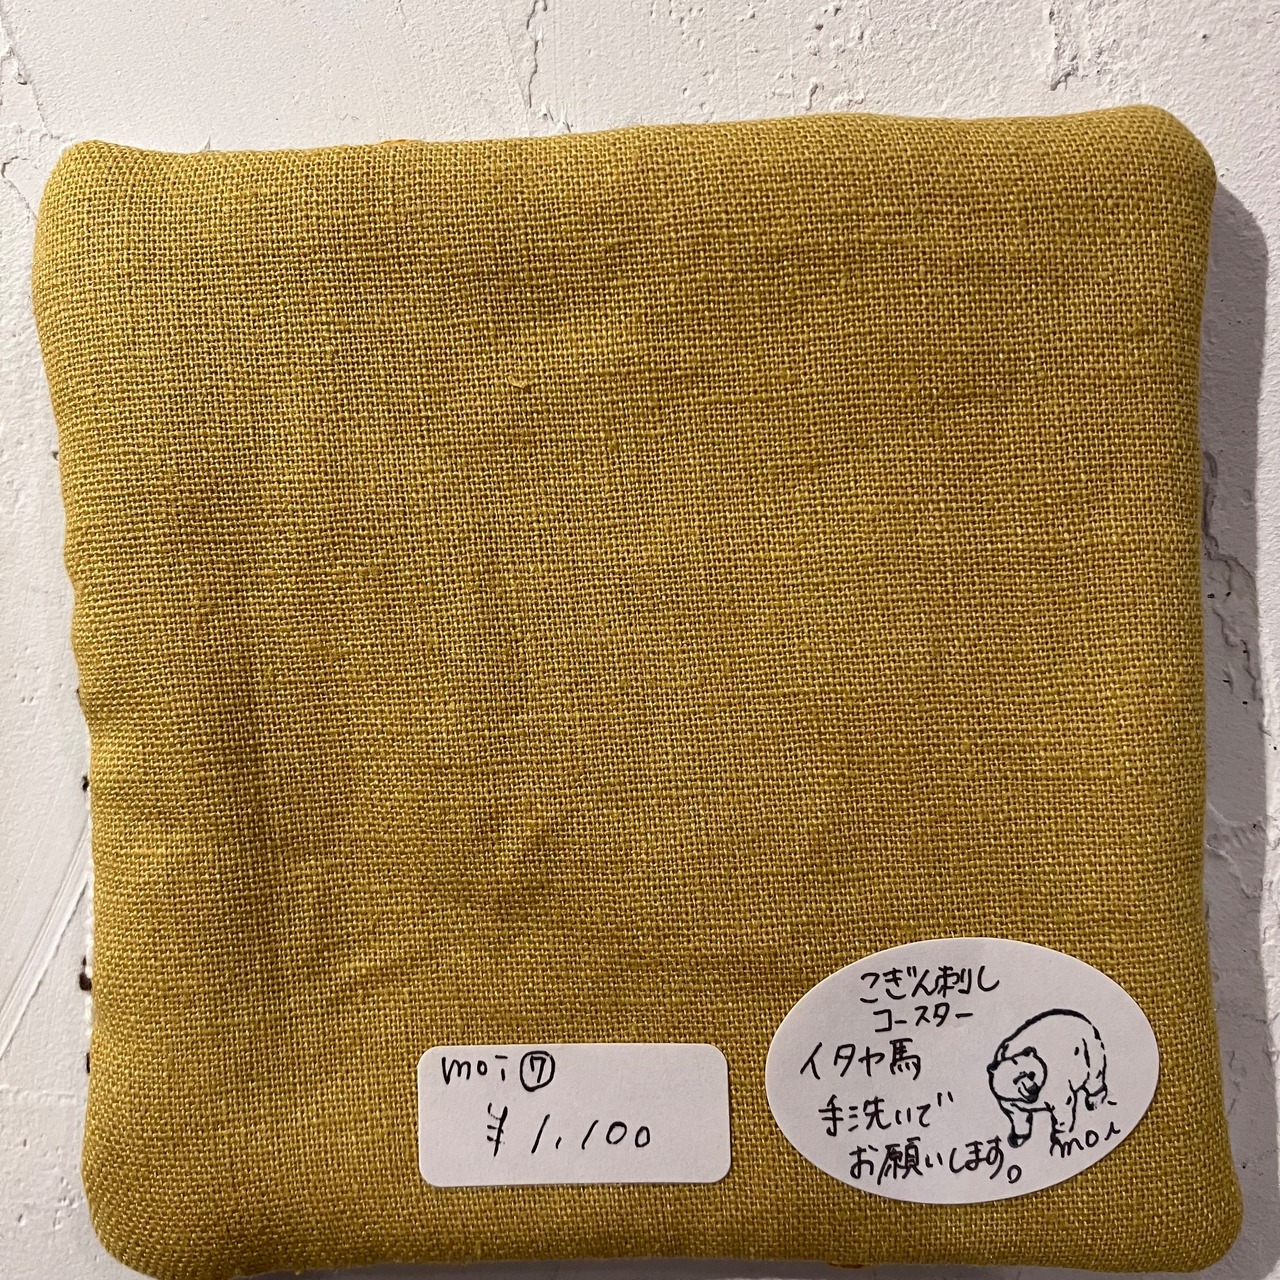 moi⑦
¥1,100
こぎん刺し
コースター
イタヤ馬
手洗いで
お願いします。
moi